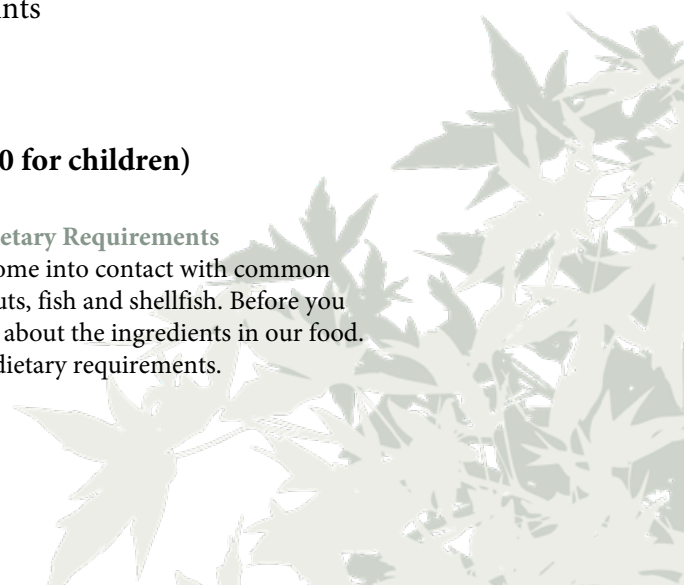 nts
0 for children)
etary Requirements
ome into contact with common
uts, fish and shellfish. Before you
about the ingredients in our food.
dietary requirements.